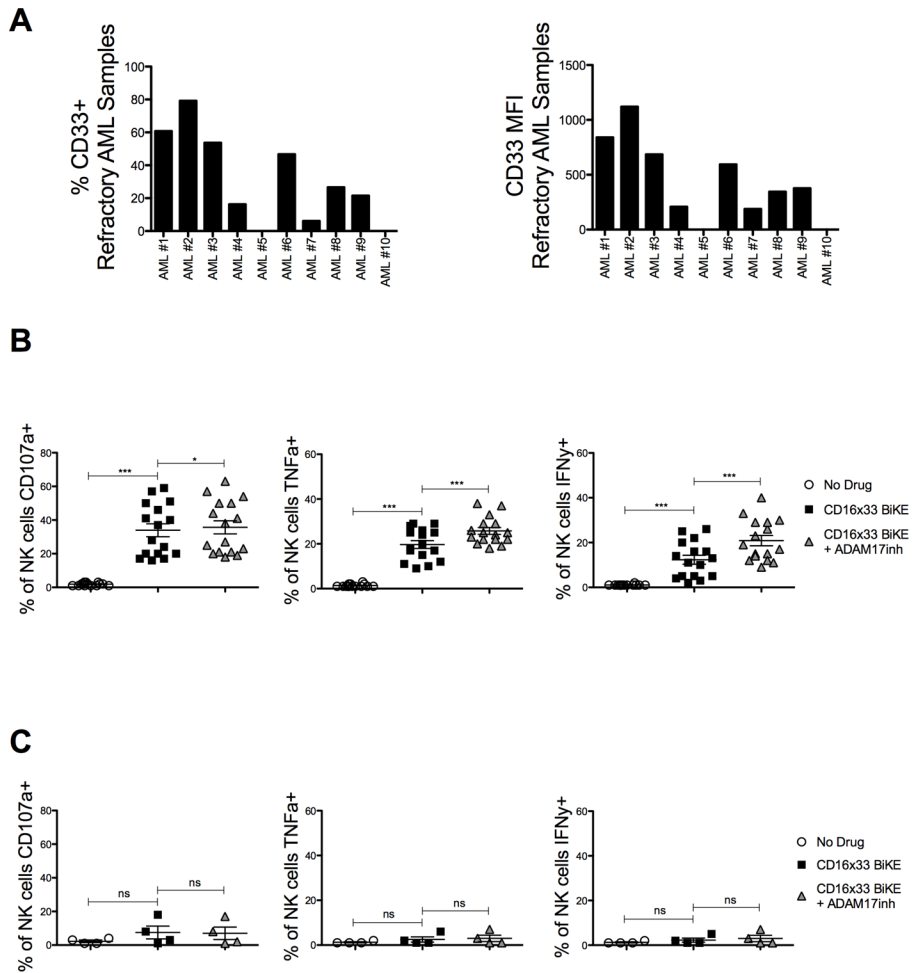 A
% CD33+
Refractory AML Samples
100
80
60
40
20
0
AML #1
AML #2
AML #3
AML #4
AML #5
AML #6
AML #7
AML #8
AML #9
AML #10
CD33 MFI
Refractory AML Samples
1500
1000
500
0
AML #1
AML #2
AML #3
AML #4
AML #5
AML #6
AML #7
AML #8
AML #9
AML #10
B
% of NK cells CD107a+
80
60
40
20
0
***
*
% of NK cells TNFa+
60
40
20
0
***
***
% of NK cells IFNγ+
60
40
20
0
***
***
No Drug
CD16x33 BiKE
CD16x33 BiKE
+ ADAM17inh
C
% of NK cells CD107a+
80
60
40
20
0
ns
ns
% of NK cells TNFa+
60
40
20
0
ns
ns
% of NK cells IFNγ+
60
40
20
0
ns
ns
No Drug
CD16x33 BiKE
CD16x33 BiKE
+ ADAM17inh